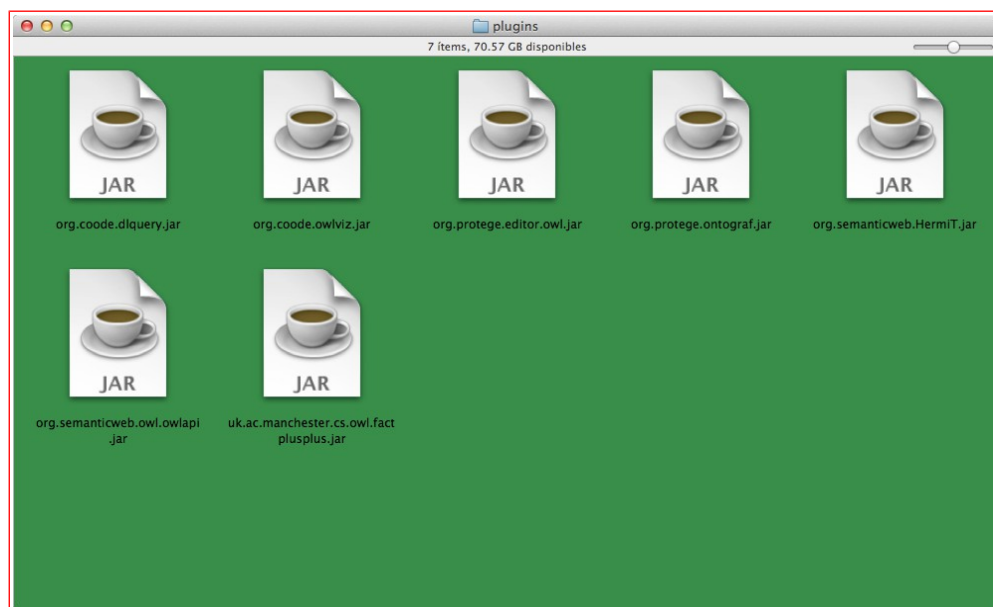 plugins
7 ítems, 70.57 GB disponibles
JAR
JAR
JAR
JAR
JAR
org.coode.dlquery.jar
org.coode.owlviz.jar
org.protege.editor.owl.jar
org.protege.ontograf.jar
org.semanticweb.HermiT.jar
JAR
JAR
org.semanticweb.owl.owlapi
.jar
uk.ac.manchester.cs.owl.fact
plusplus.jar